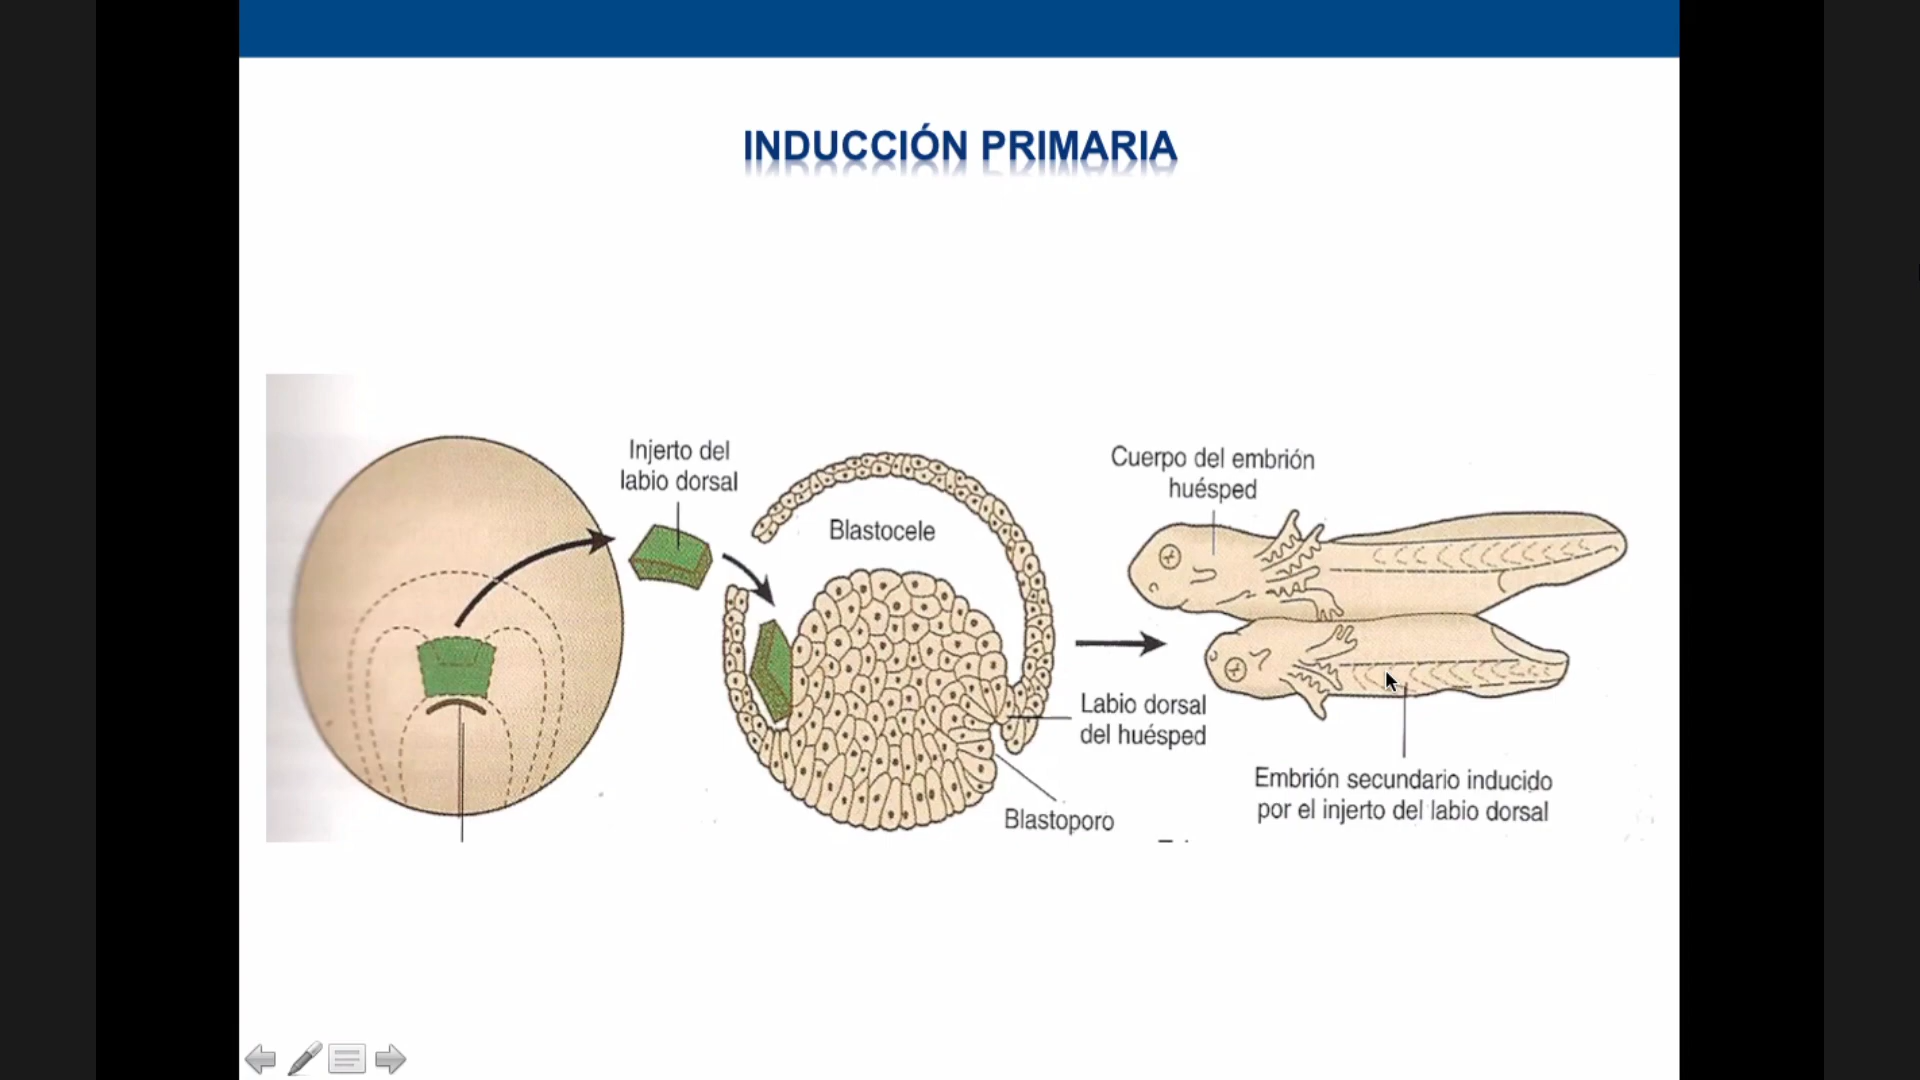 INDUCCIÓN PRIMARIA
Injerto del
labio dorsal
Blastocele
Cuerpo del embrión
huésped
Labio dorsal
del huésped
Blastoporo
Embrión secundario inducido
por el injerto del labio dorsal